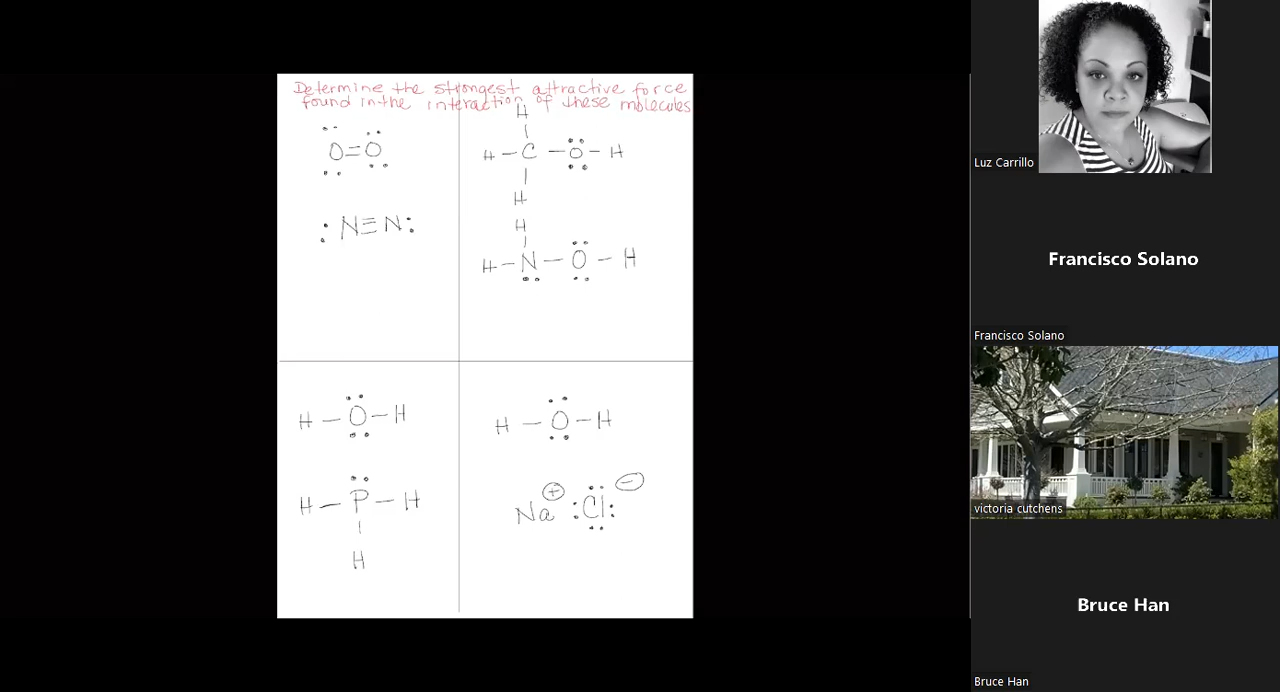 Determine the strongest attractive force
found in the interaction of these molecules
O=O
N≡N
H
H – C – O – H
H
H
H – N – O – H
H – O – H
H – P – H
H
H – O – H
Na + Cl −
Luz Carrillo
Francisco Solano
Francisco Solano
victoria cutchens
Bruce Han
Bruce Han